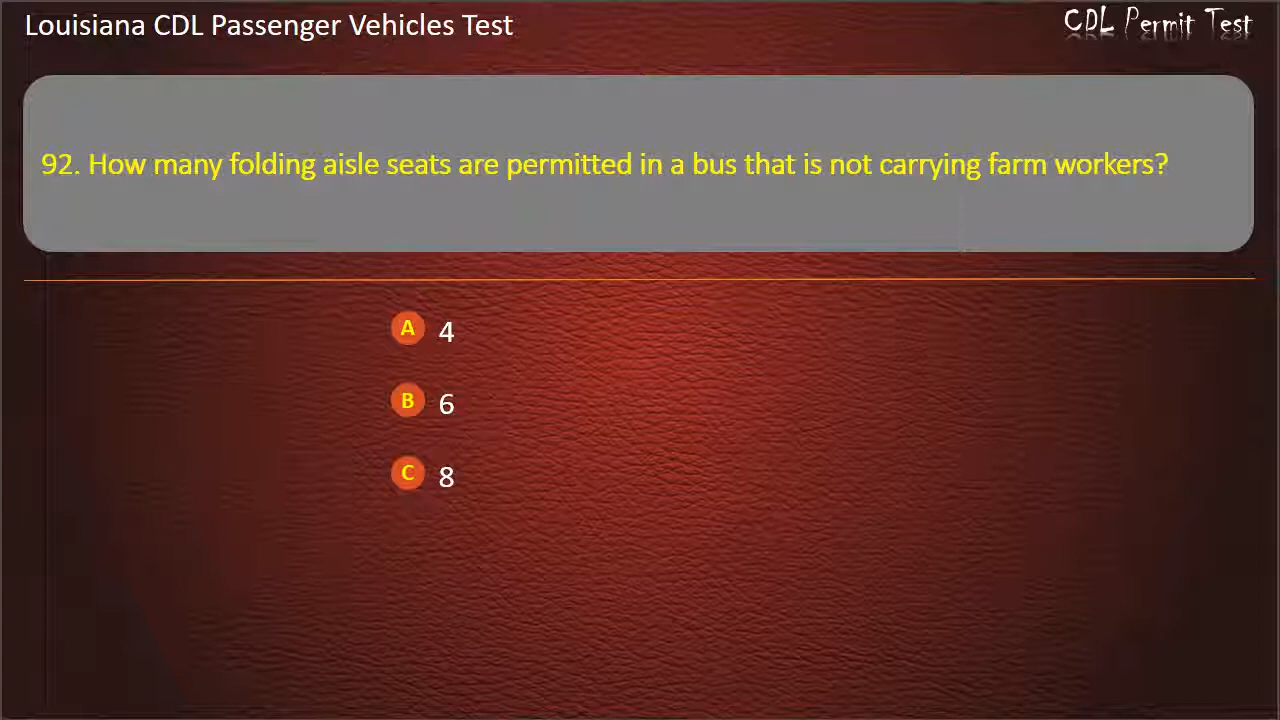 Louisiana CDL Passenger Vehicles Test
CDL Permit Test
92. How many folding aisle seats are permitted in a bus that is not carrying farm workers?
A 4
B 6
C 8